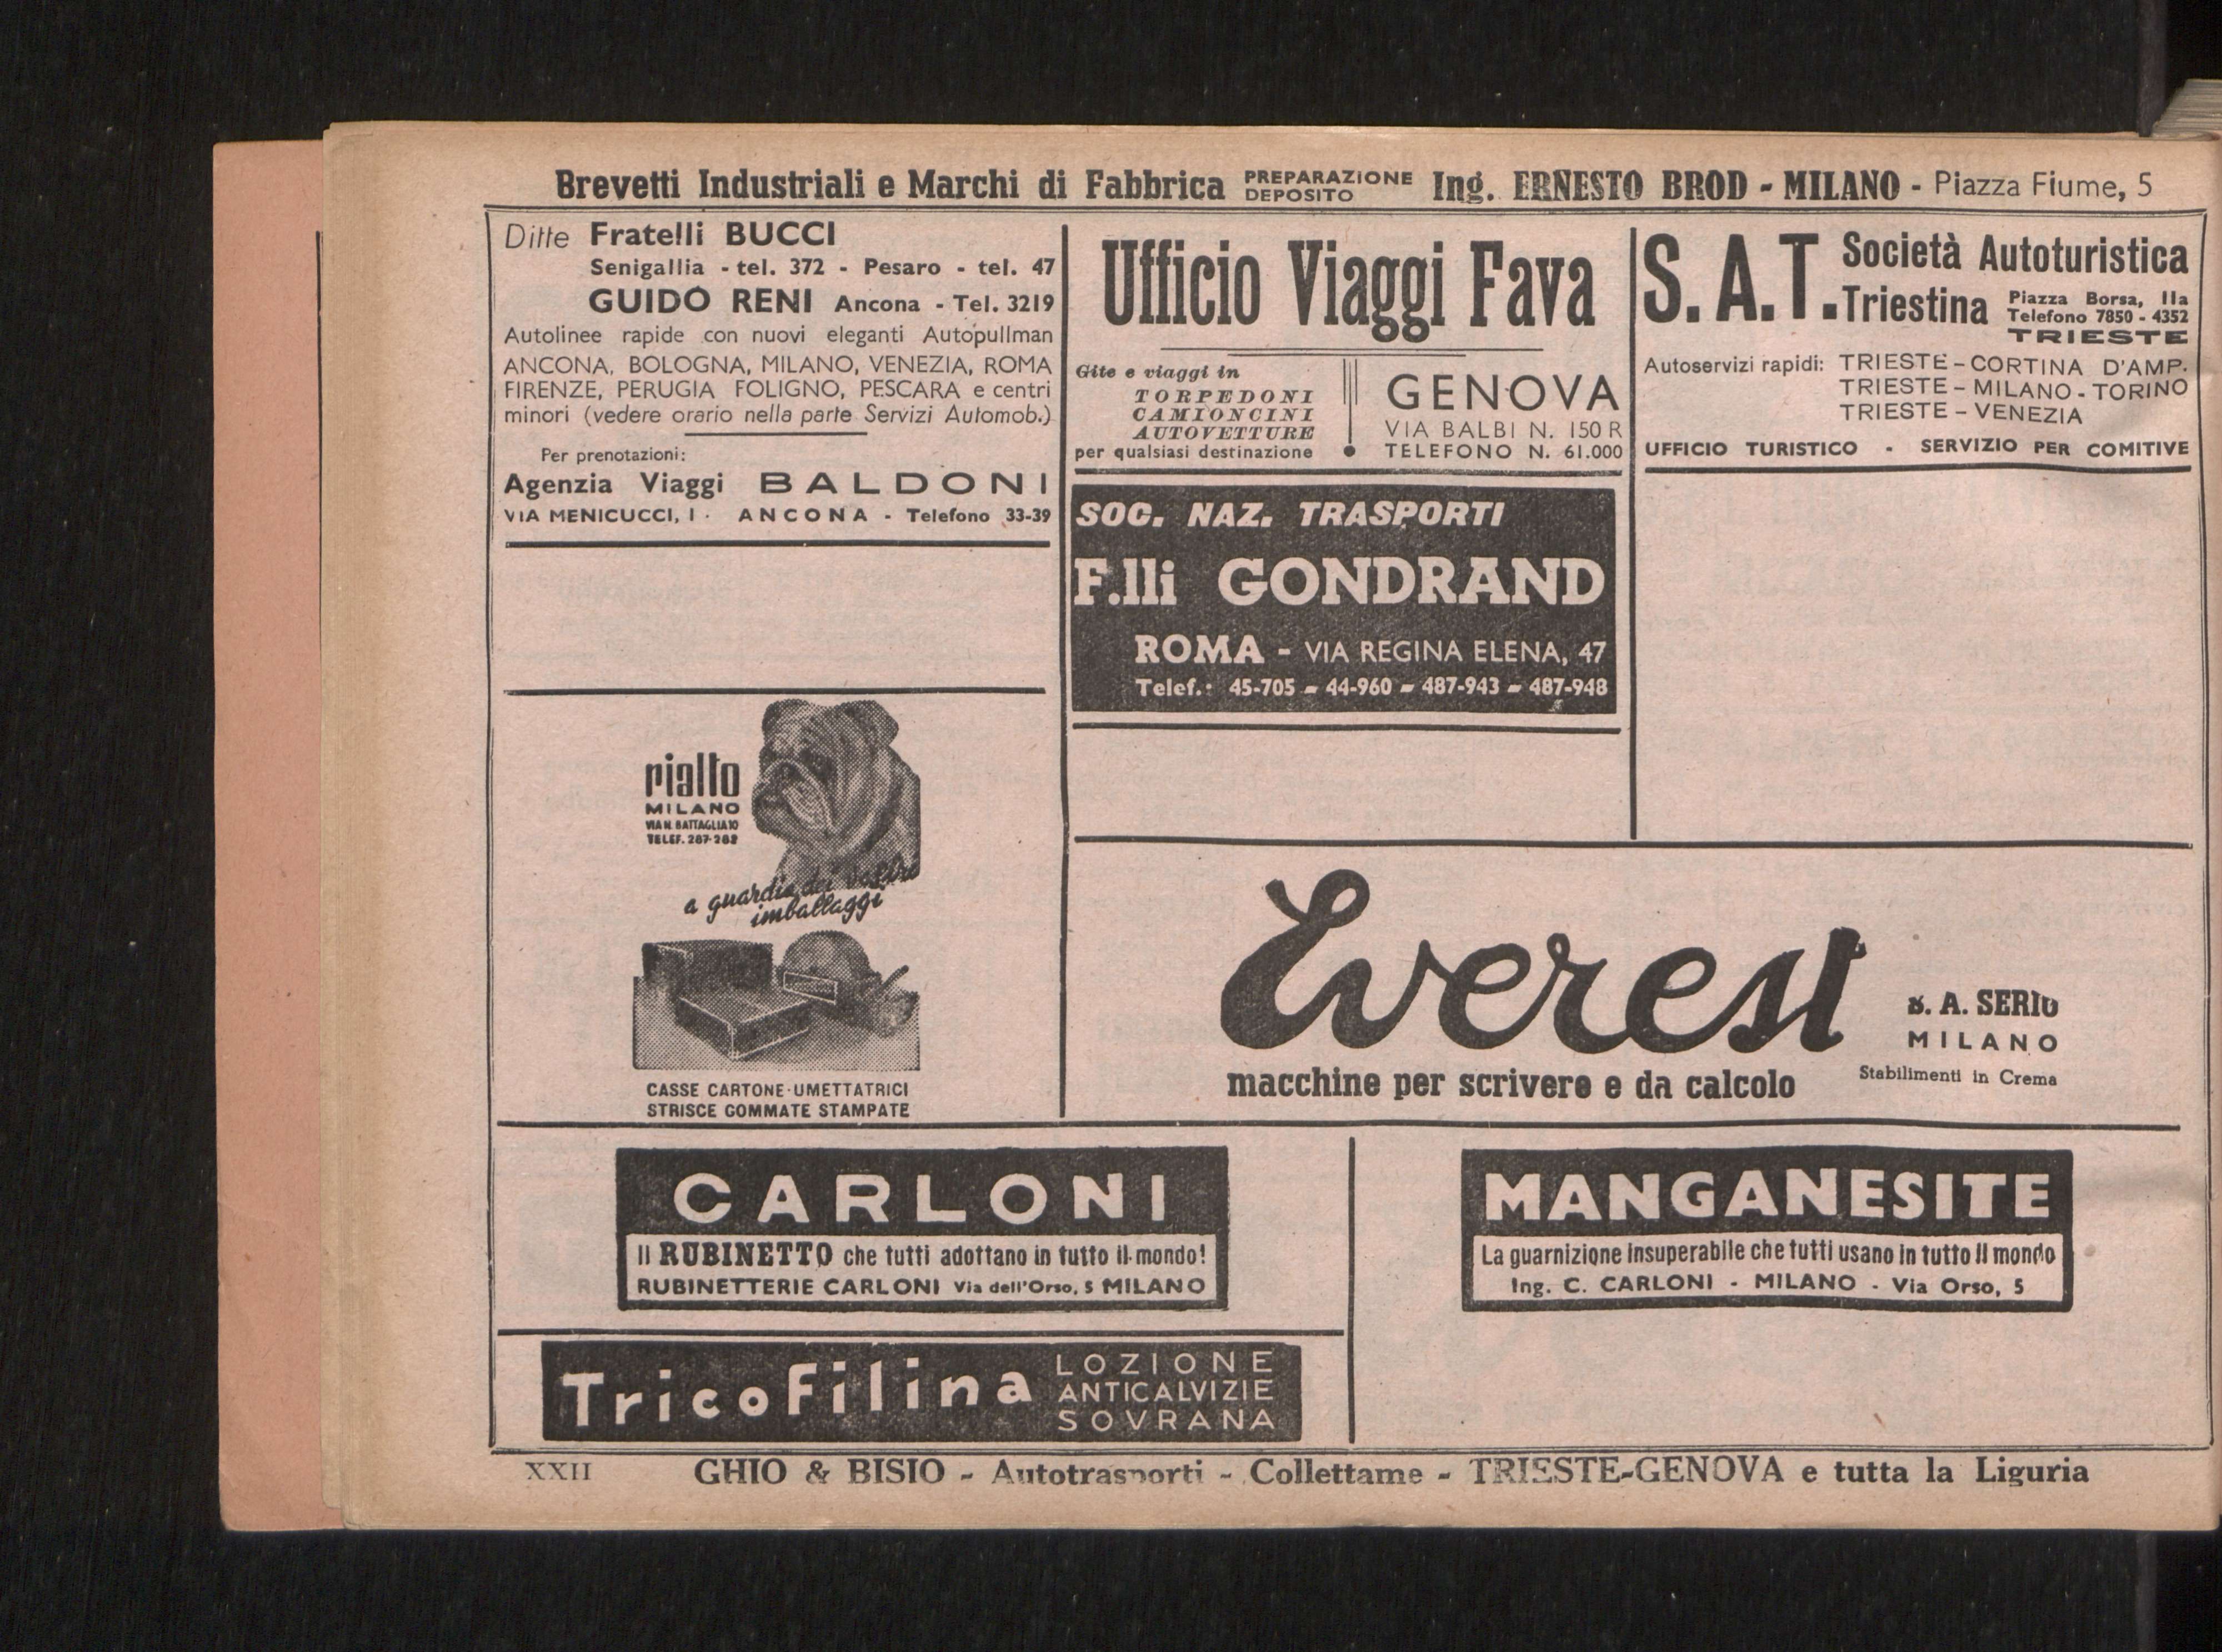 Brevetti Industriali e Marchi di Fabbrica PREPARAZIONE DEPOSITO Ing. ERNESTO BROD - MILANO - Piazza Fiume, 5
Ditte Fratelli BUCCI
Senigallia - tel. 372 - Pesaro - tel. 47
GUIDO RENI Ancona - Tel. 3219
Autolinee rapide con nuovi eleganti Autopullman
ANCONA, BOLOGNA, MILANO, VENEZIA, ROMA
FIRENZE, PERUGIA FOLIGNO, PESCARA e centri
minori (vedere orario nella parte Servizi Automob.)
Per prenotazioni:
Agenzia Viaggi BALDONI
VIA MENICUCCI, 1 - ANCONA - Telefono 33-39
rialto
MILANO
VIA N. BATTAGLIA 10
TELEF. 287-282
a guardia dei vostri
imballaggi
CASSE CARTONE-UMETTATRICI
STRISCE GOMMATE STAMPATE
Ufficio Viaggi Fava
Gite e viaggi in
TORPEDONI
CAMIONCINI
AUTOVETTURE
per qualsiasi destinazione
GENOVA
VIA BALBI N. 150 R
TELEFONO N. 61.000
SOC. NAZ. TRASPORTI
F.lli GONDRAND
ROMA - VIA REGINA ELENA, 47
Telef.: 45-705 - 44-960 - 487-943 - 487-948
S.A.T. Società Autoturistica
Triestina Piazza Borsa, 11a
Telefono 7850 - 4352
TRIESTE
Autoservizi rapidi: TRIESTE - CORTINA D'AMP.
TRIESTE - MILANO - TORINO
TRIESTE - VENEZIA
UFFICIO TURISTICO - SERVIZIO PER COMITIVE
Everest
macchine per scrivere e da calcolo
S. A. SERIO
MILANO
Stabilimenti in Crema
CARLONI
Il RUBINETTO che tutti adottano in tutto il mondo!
RUBINETTERIE CARLONI Via dell'Orso, 5 MILANO
MANGANESITE
La guarnizione insuperabile che tutti usano in tutto il mondo
Ing. C. CARLONI - MILANO - Via Orso, 5
TricoFilina
LOZIONE
ANTICALVIZIE
SOVRANA
XXII
GHIO & BISIO - Autotrasporti - Collettame - TRIESTE-GENOVA e tutta la Liguria